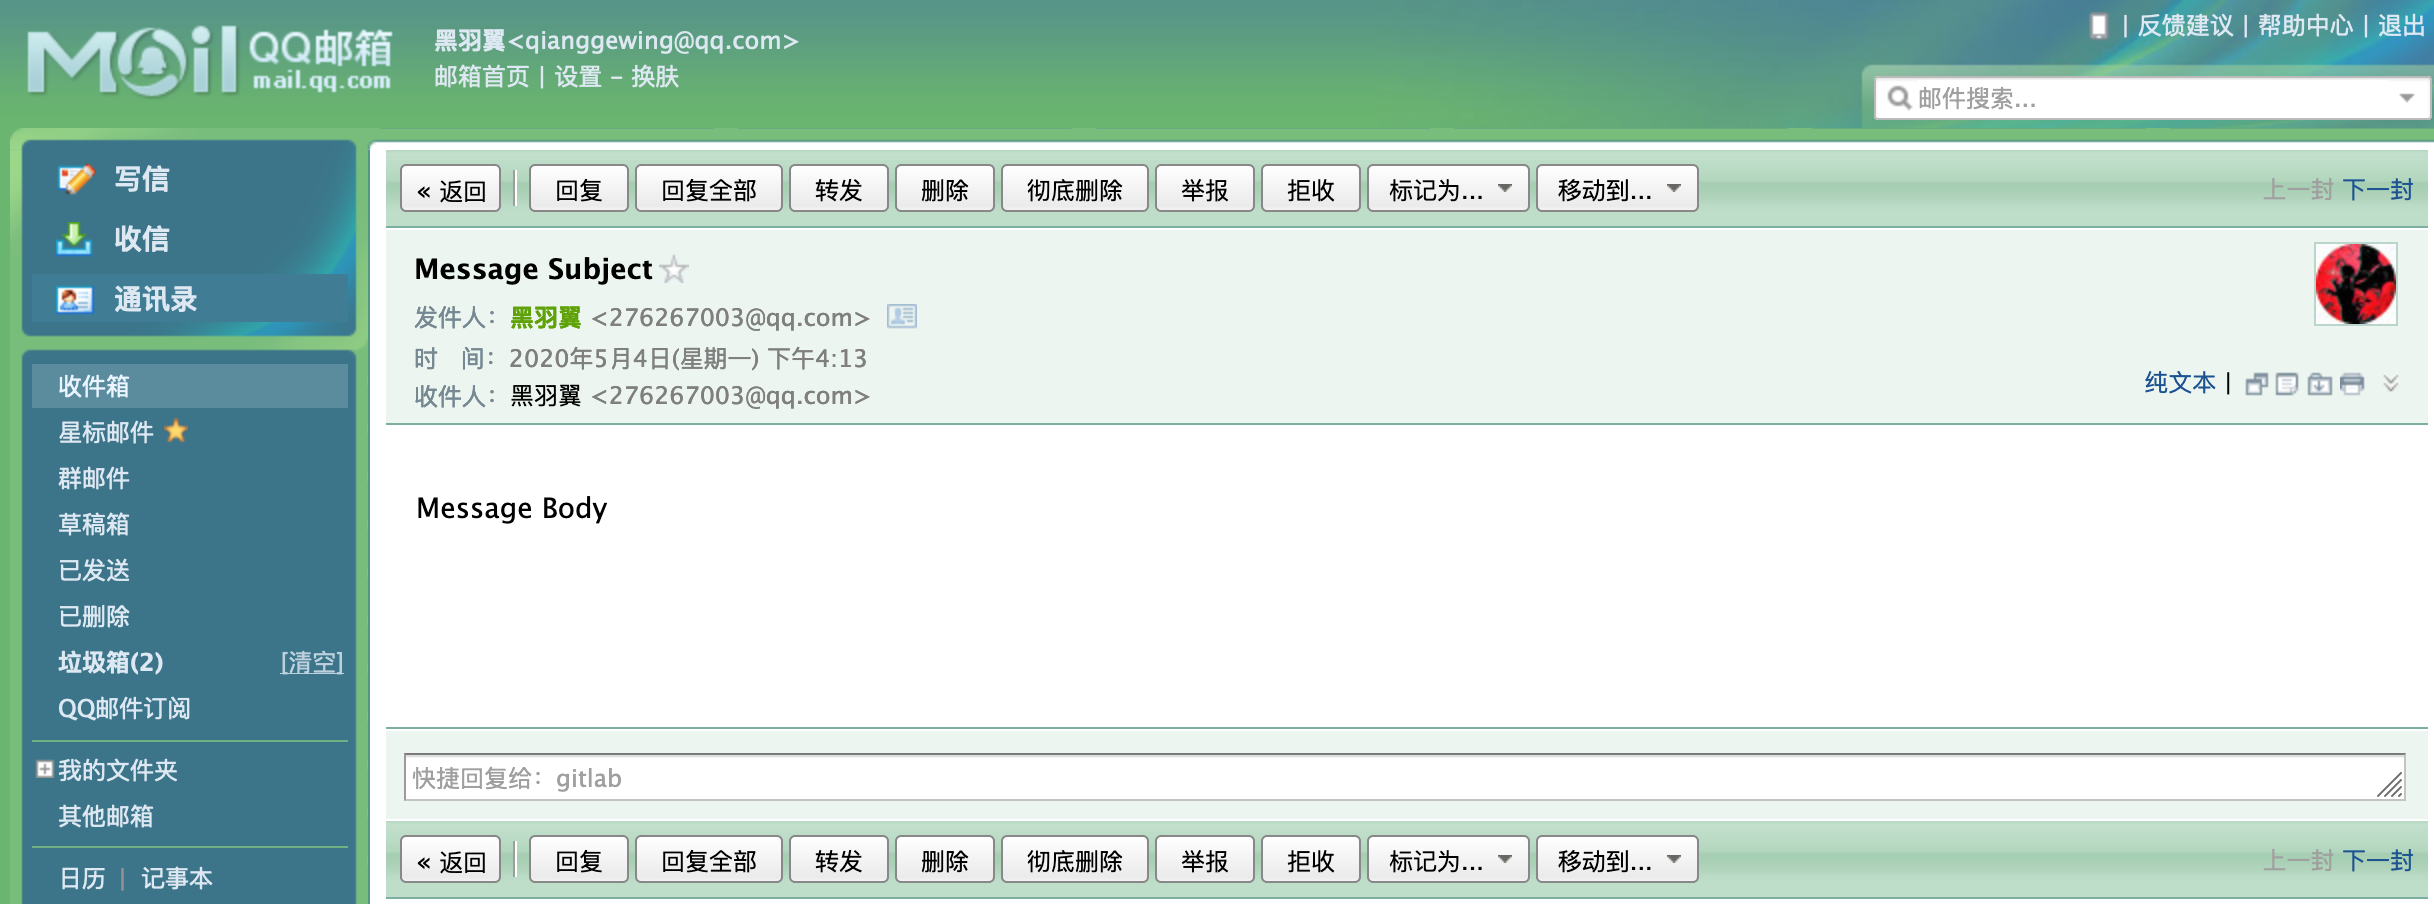 MOil QQ邮箱
mail.qq.com
黑羽翼<qianggewing@qq.com>
邮箱首页 | 设置 - 换肤
| 反馈建议 | 帮助中心 | 退出
邮件搜索...
写信
收信
通讯录
收件箱
星标邮件
群邮件
草稿箱
已发送
已删除
垃圾箱(2) [清空]
QQ邮件订阅
我的文件夹
其他邮箱
日历 | 记事本
« 返回 回复 回复全部 转发 删除 彻底删除 举报 拒收 标记为... 移动到... 上一封 下一封
Message Subject
发件人：黑羽翼 <276267003@qq.com>
时 间：2020年5月4日(星期一) 下午4:13
收件人：黑羽翼 <276267003@qq.com>
纯文本 |
Message Body
快捷回复给：gitlab
« 返回 回复 回复全部 转发 删除 彻底删除 举报 拒收 标记为... 移动到... 上一封 下一封